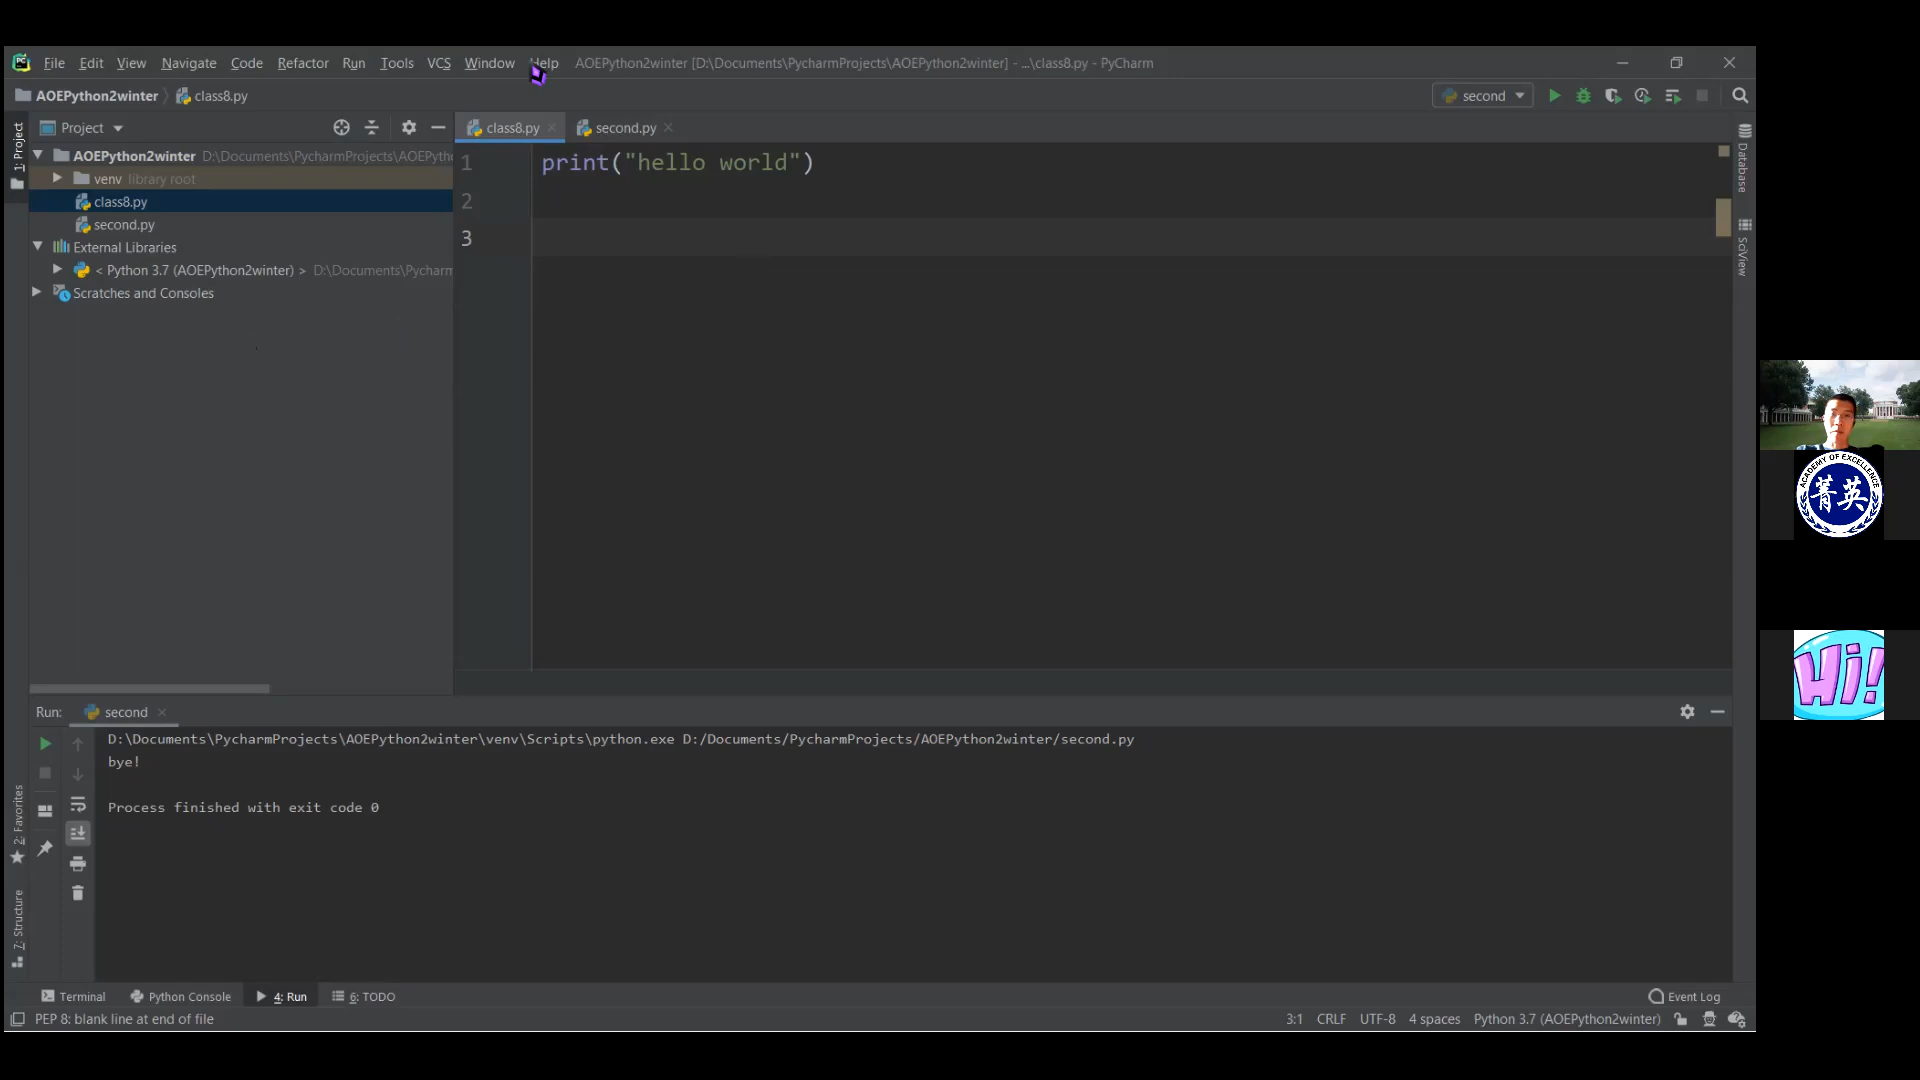 File Edit View Navigate Code Refactor Run Tools VCS Window Help AOEPython2winter [D:\Documents\PycharmProjects\AOEPython2winter] - ...\class8.py - PyCharm
AOEPython2winter class8.py second
1: Project
Project
class8.py second.py
AOEPython2winter D:\Documents\PycharmProjects\AOEPyth
venv library root
class8.py
second.py
External Libraries
< Python 3.7 (AOEPython2winter) > D:\Documents\Pycharm
Scratches and Consoles
1 print("hello world")
2
3
Database
SciView
ACADEMY OF EXCELLENCE
菁英
Hi!
Run: second
D:\Documents\PycharmProjects\AOEPython2winter\venv\Scripts\python.exe D:/Documents/PycharmProjects/AOEPython2winter/second.py
bye!
Process finished with exit code 0
2: Favorites
7: Structure
Terminal Python Console 4: Run 6: TODO Event Log
PEP 8: blank line at end of file 3:1 CRLF UTF-8 4 spaces Python 3.7 (AOEPython2winter)